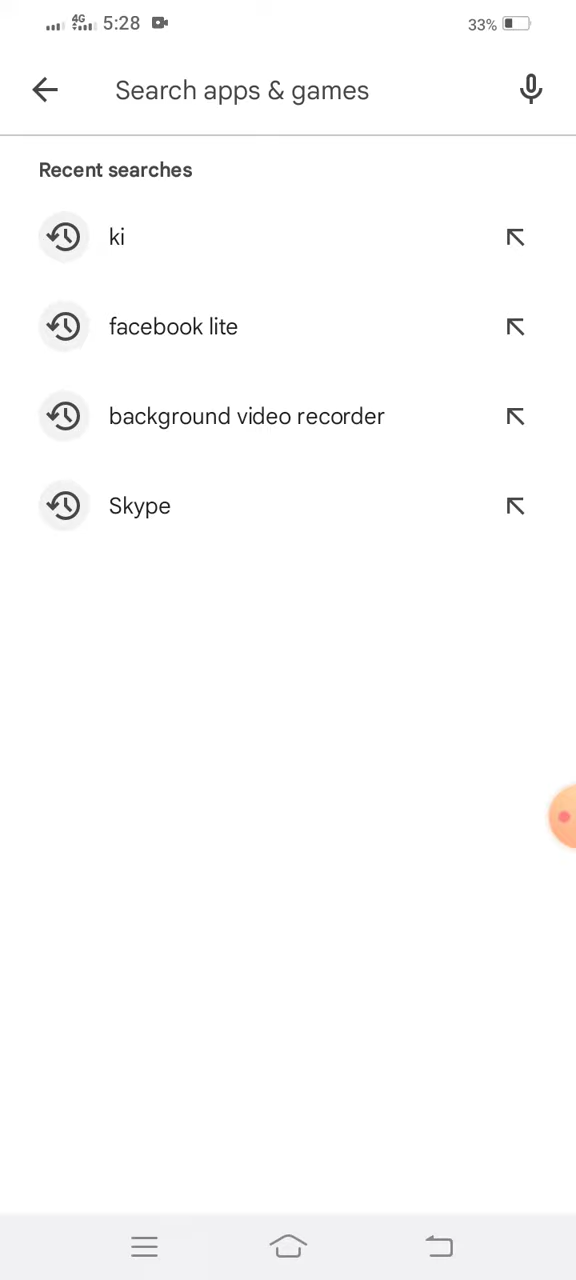 4G 5:28 33%
Search apps & games
Recent searches
ki
facebook lite
background video recorder
Skype